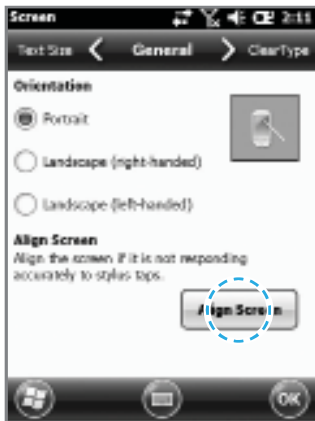 Screen 2:11
Text Size General ClearType
Orientation
Portrait
Landscape (right-handed)
Landscape (left-handed)
Align Screen
Align the screen if it is not responding
accurately to stylus taps.
Align Screen
OK